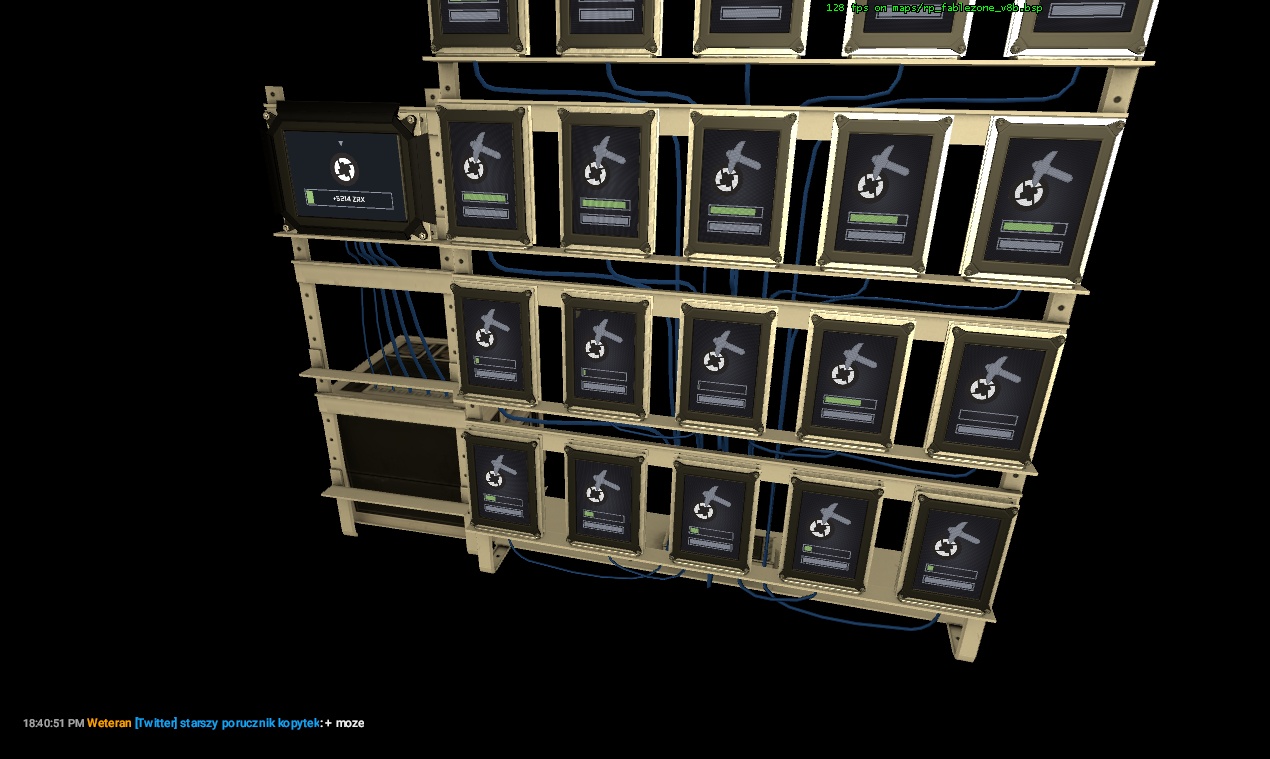 128 fps on maps/rp_fablezone_v8b.bsp
+5214 ZRX
18:40:51 PM Weteran [Twitter] starszy porucznik kopytek: + moze